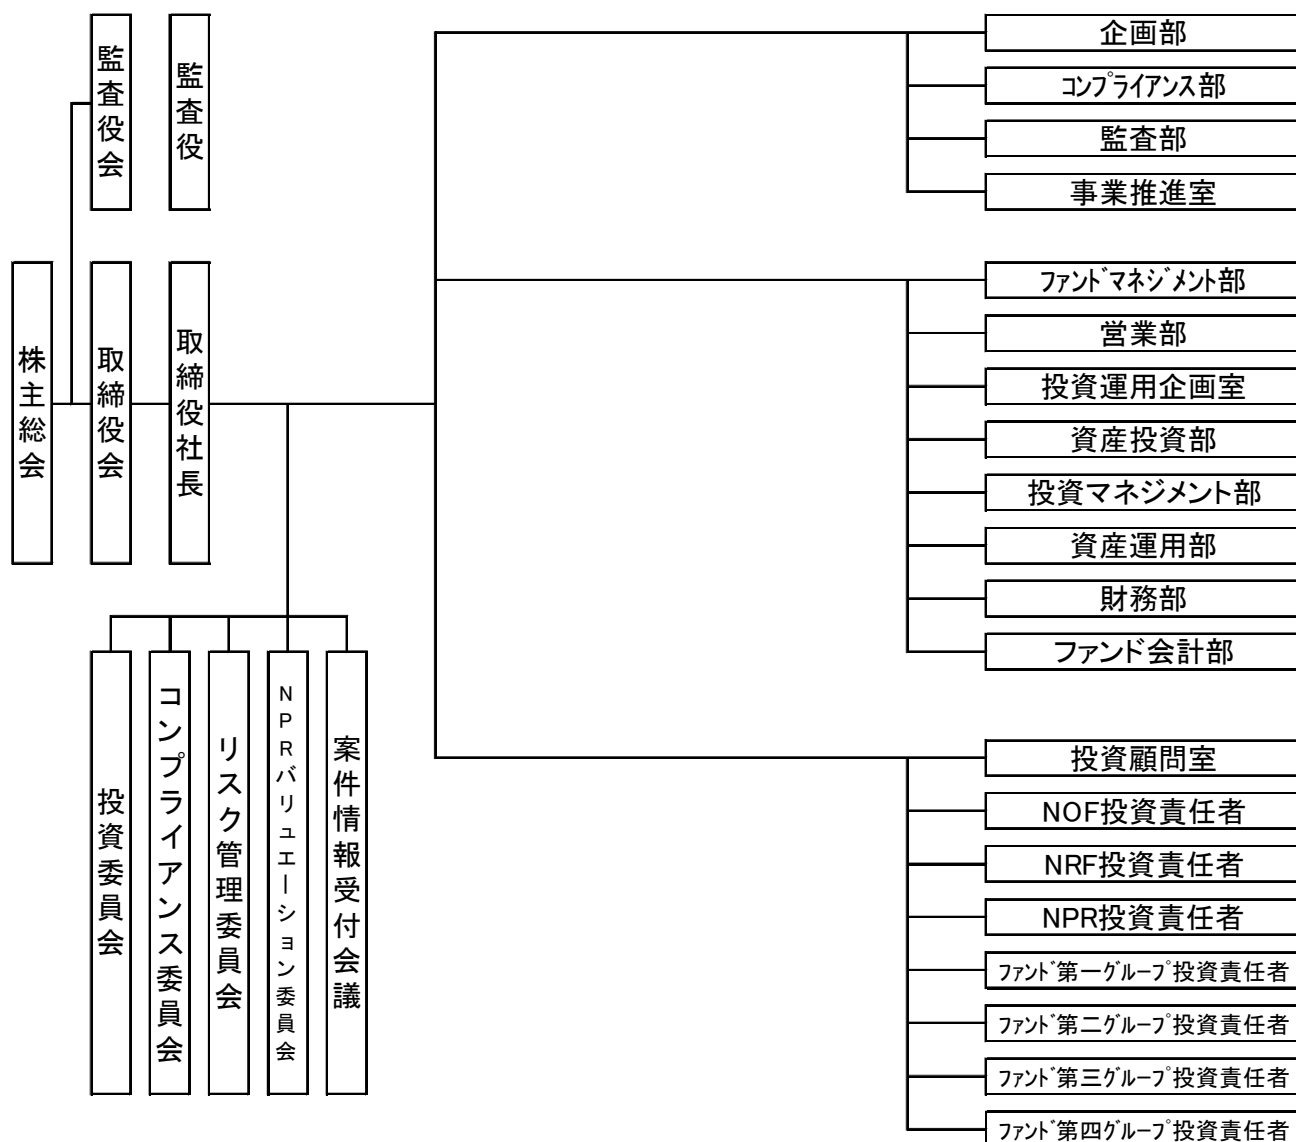 監査役会
監査役
株主総会
取締役会
取締役社長
投資委員会
コンプライアンス委員会
リスク管理委員会
NPRバリュエーション委員会
案件情報受付会議
企画部
コンプライアンス部
監査部
事業推進室
ファンドマネジメント部
営業部
投資運用企画室
資産投資部
投資マネジメント部
資産運用部
財務部
ファンド会計部
投資顧問室
NOF投資責任者
NRF投資責任者
NPR投資責任者
ファンド第一グループ投資責任者
ファンド第二グループ投資責任者
ファンド第三グループ投資責任者
ファンド第四グループ投資責任者